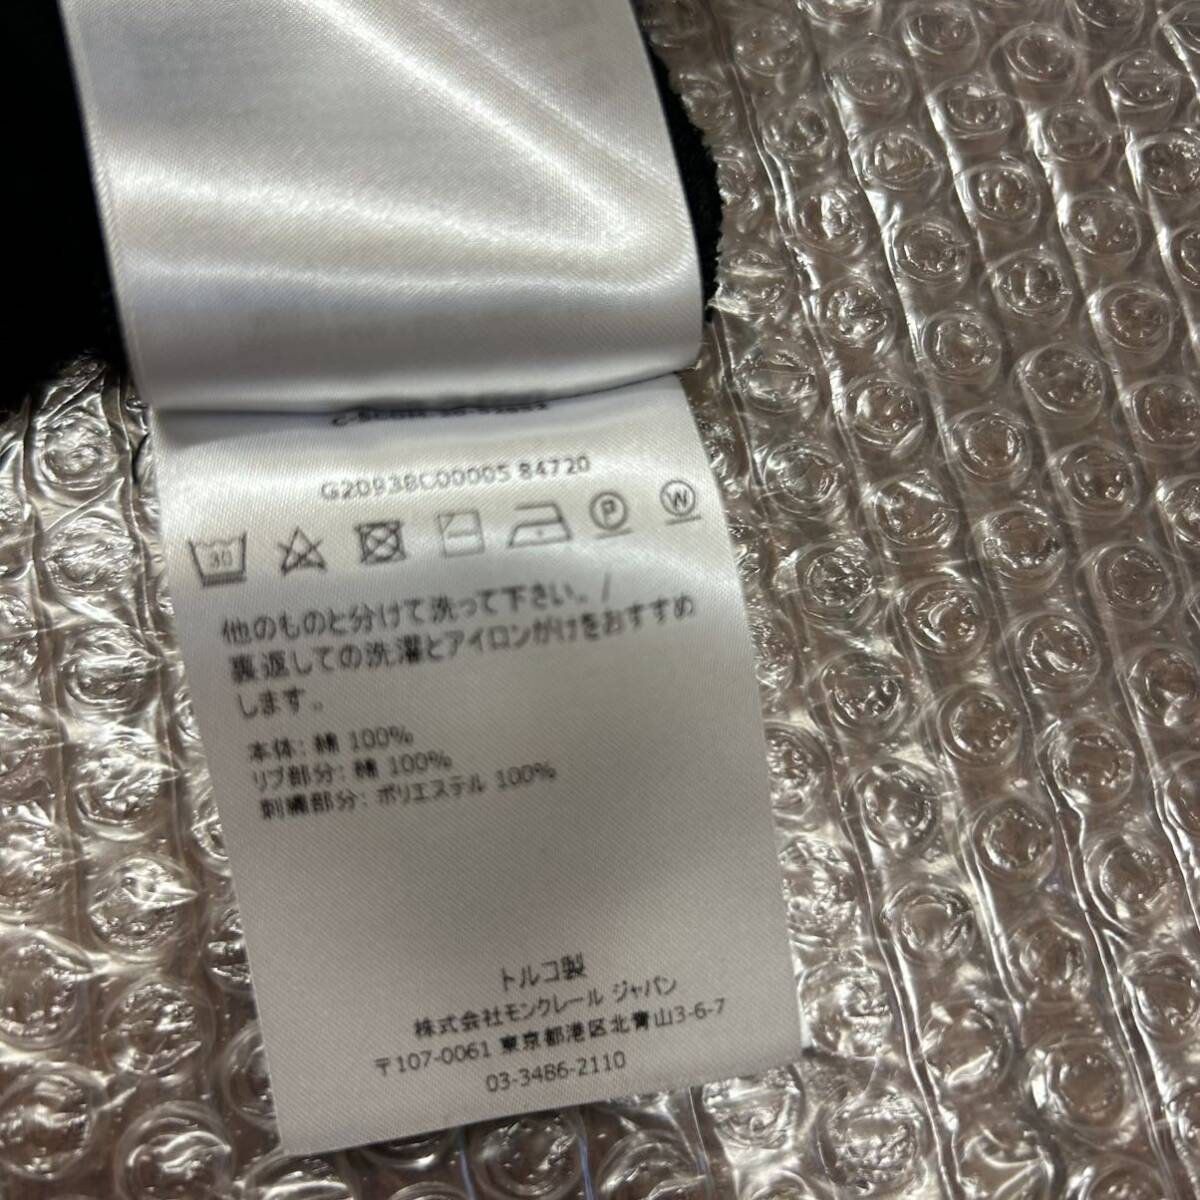 G20938C00005 84720
30
P
W
他のものと分けて洗って下さい。/
裏返しての洗濯とアイロンがけをおすすめ
します。
本体: 綿 100%
リブ部分: 綿 100%
刺繍部分: ポリエステル 100%
トルコ製
株式会社モンクレール ジャパン
〒107-0061 東京都港区北青山3-6-7
03-3486-2110